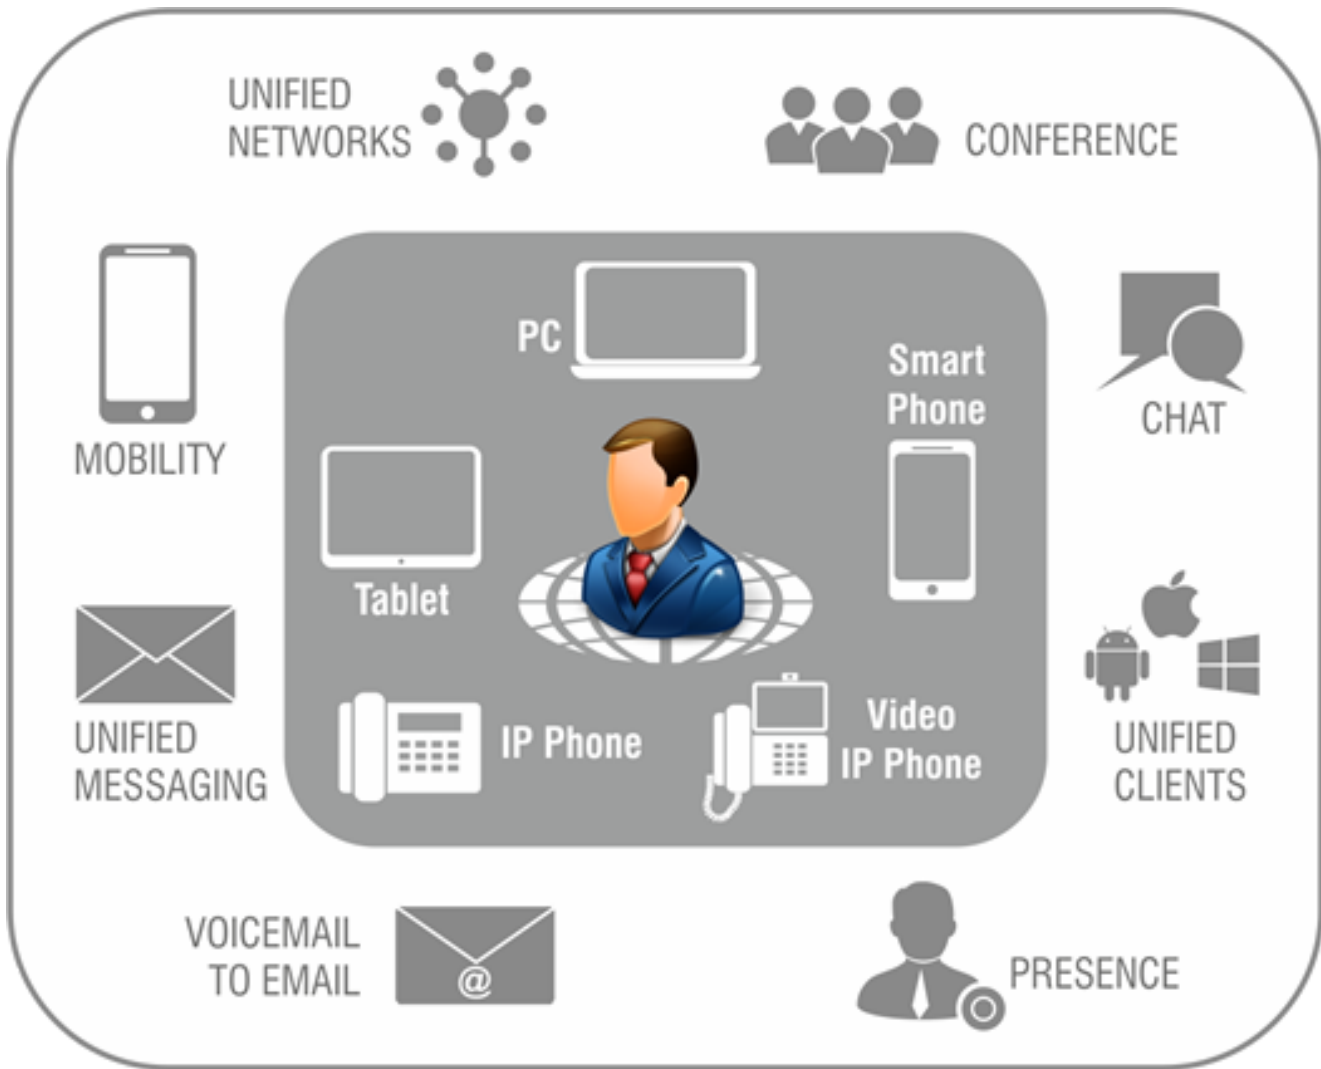 UNIFIED
NETWORKS
CONFERENCE
MOBILITY
PC
Smart
Phone
CHAT
Tablet
UNIFIED
MESSAGING
IP Phone
Video
IP Phone
UNIFIED
CLIENTS
VOICEMAIL
TO EMAIL
@
PRESENCE